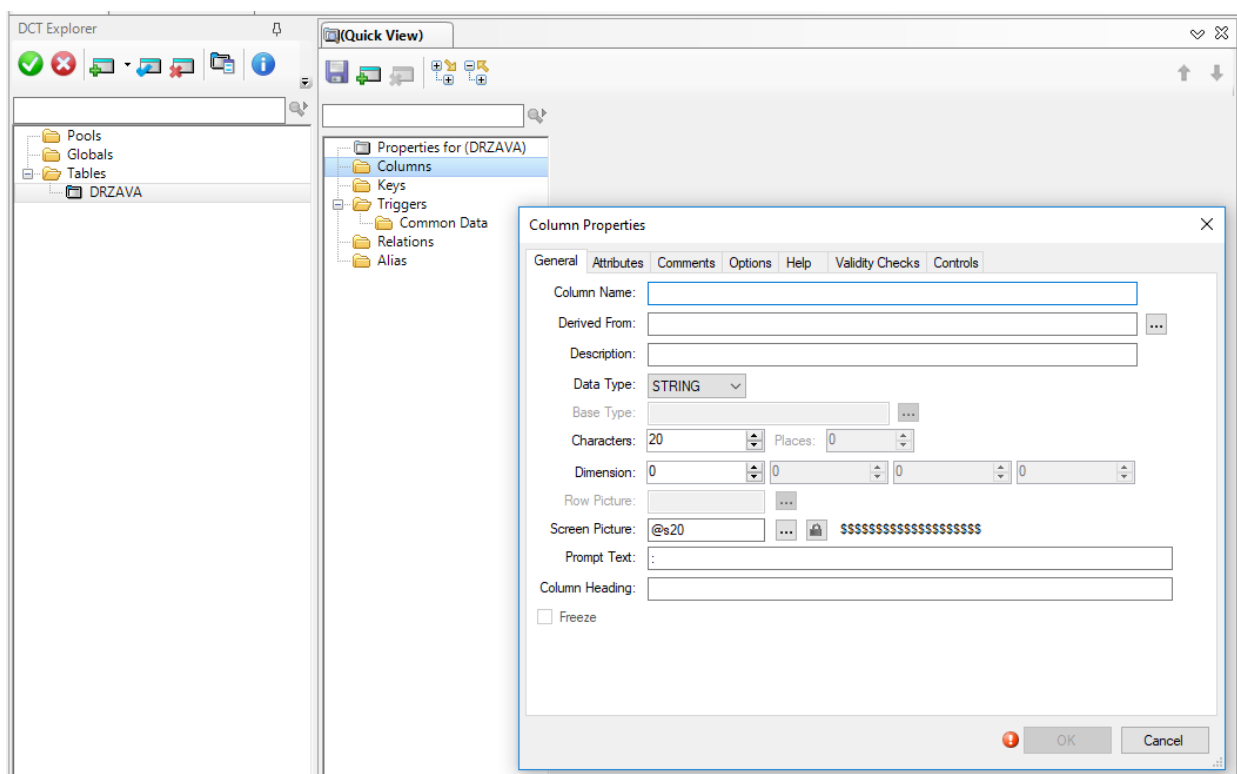 DCT Explorer
Pools
Globals
Tables
DRZAVA
(Quick View)
Properties for (DRZAVA)
Columns
Keys
Triggers
Common Data
Relations
Alias
Column Properties
General Attributes Comments Options Help Validity Checks Controls
Column Name:
Derived From:
...
Description:
Data Type: STRING
Base Type:
...
Characters: 20 Places: 0
Dimension: 0 0 0 0
Row Picture:
...
Screen Picture: @s20 ... $$$$$$$$$$$$$$$$$$$$
Prompt Text: :
Column Heading:
Freeze
OK Cancel